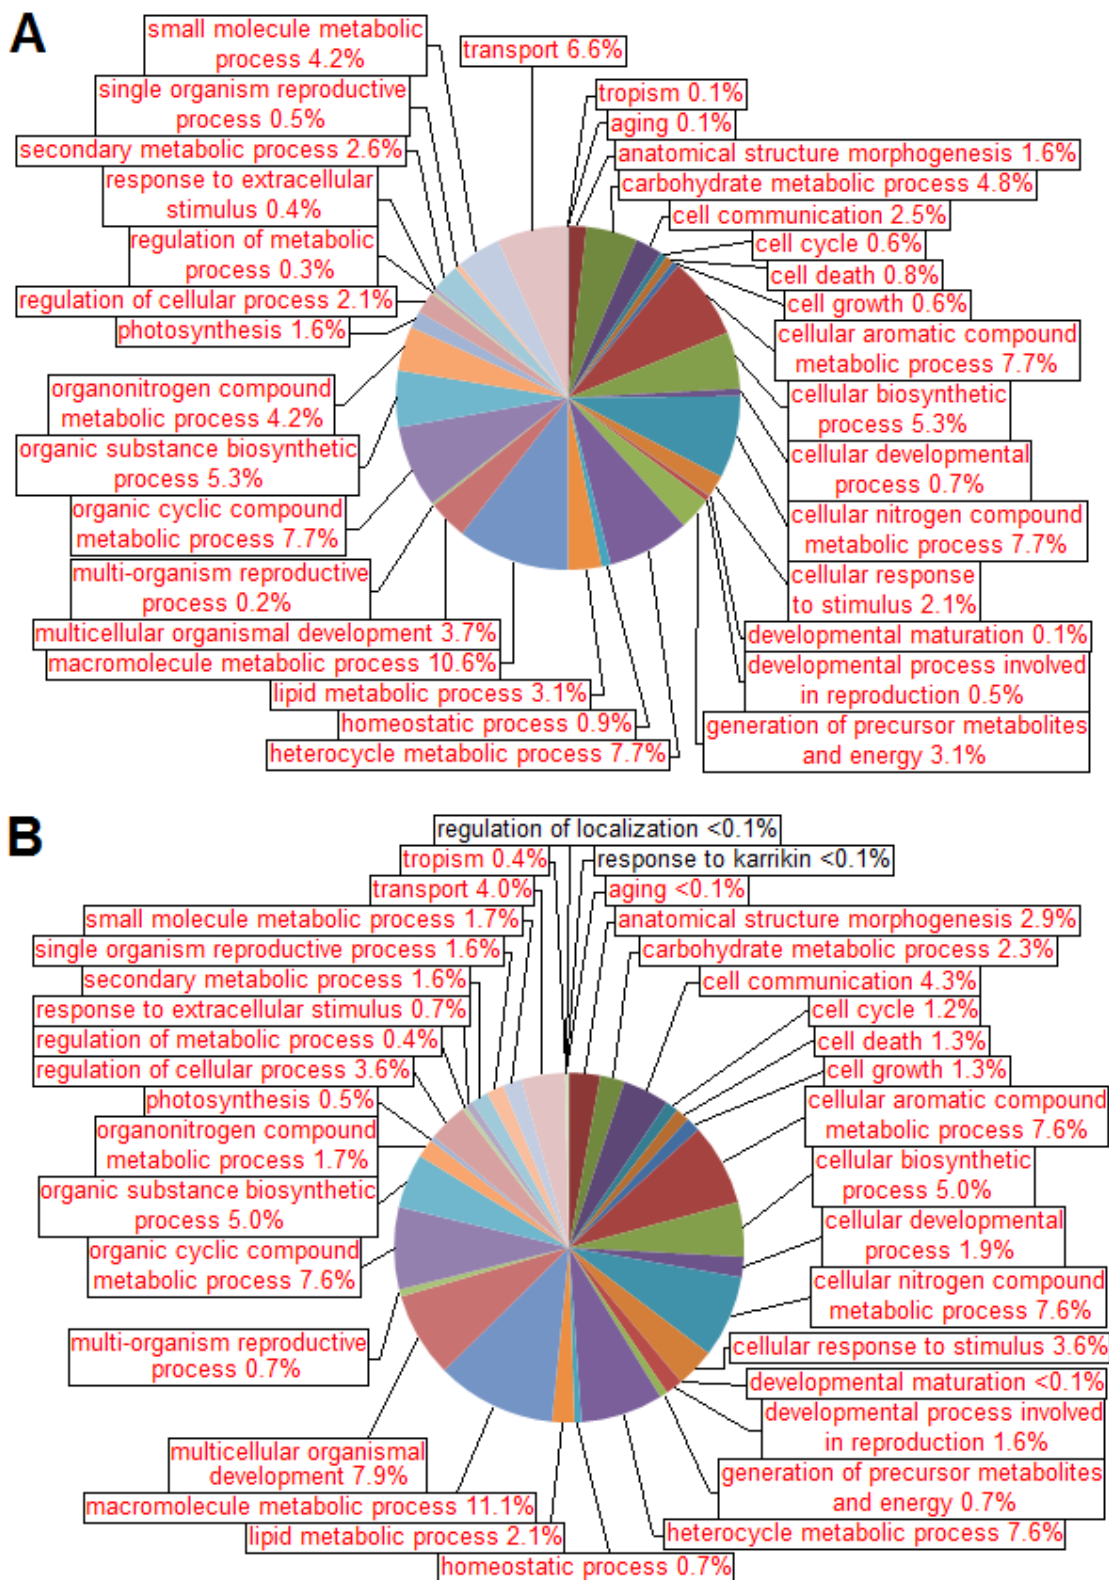 A
small molecule metabolic
process 4.2%
transport 6.6%
single organism reproductive
process 0.5%
secondary metabolic process 2.6%
response to extracellular
stimulus 0.4%
regulation of metabolic
process 0.3%
regulation of cellular process 2.1%
photosynthesis 1.6%
organonitrogen compound
metabolic process 4.2%
organic substance biosynthetic
process 5.3%
organic cyclic compound
metabolic process 7.7%
multi-organism reproductive
process 0.2%
multicellular organismal development 3.7%
macromolecule metabolic process 10.6%
lipid metabolic process 3.1%
homeostatic process 0.9%
heterocycle metabolic process 7.7%
tropism 0.1%
aging 0.1%
anatomical structure morphogenesis 1.6%
carbohydrate metabolic process 4.8%
cell communication 2.5%
cell cycle 0.6%
cell death 0.8%
cell growth 0.6%
cellular aromatic compound
metabolic process 7.7%
cellular biosynthetic
process 5.3%
cellular developmental
process 0.7%
cellular nitrogen compound
metabolic process 7.7%
cellular response
to stimulus 2.1%
developmental maturation 0.1%
developmental process involved
in reproduction 0.5%
generation of precursor metabolites
and energy 3.1%
B
regulation of localization <0.1%
tropism 0.4%
response to karrikin <0.1%
transport 4.0%
small molecule metabolic process 1.7%
single organism reproductive process 1.6%
secondary metabolic process 1.6%
response to extracellular stimulus 0.7%
regulation of metabolic process 0.4%
regulation of cellular process 3.6%
photosynthesis 0.5%
organonitrogen compound
metabolic process 1.7%
organic substance biosynthetic
process 5.0%
organic cyclic compound
metabolic process 7.6%
multi-organism reproductive
process 0.7%
multicellular organismal
development 7.9%
macromolecule metabolic process 11.1%
lipid metabolic process 2.1%
homeostatic process 0.7%
aging <0.1%
anatomical structure morphogenesis 2.9%
carbohydrate metabolic process 2.3%
cell communication 4.3%
cell cycle 1.2%
cell death 1.3%
cell growth 1.3%
cellular aromatic compound
metabolic process 7.6%
cellular biosynthetic
process 5.0%
cellular developmental
process 1.9%
cellular nitrogen compound
metabolic process 7.6%
cellular response to stimulus 3.6%
developmental maturation <0.1%
developmental process involved
in reproduction 1.6%
generation of precursor metabolites
and energy 0.7%
heterocycle metabolic process 7.6%